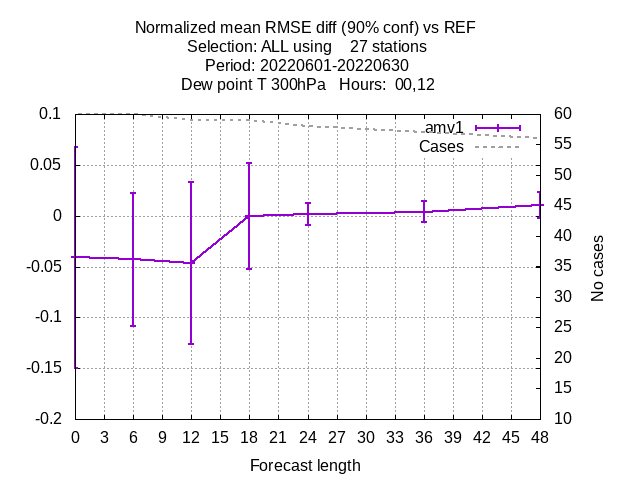 Normalized mean RMSE diff (90% conf) vs REF
Selection: ALL using    27 stations
Period: 20220601-20220630
Dew point T 300hPa   Hours:  00,12
0.1
0.05
0
-0.05
-0.1
-0.15
-0.2
amv1
Cases
60
55
50
45
40
35
30
25
20
15
10
No cases
0 3 6 9 12 15 18 21 24 27 30 33 36 39 42 45 48
Forecast length